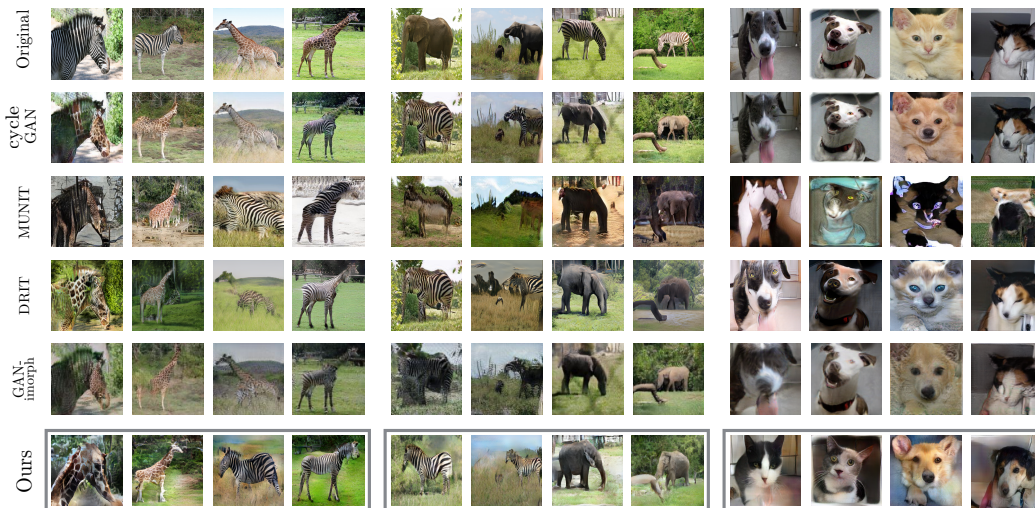 Original
cycle
GAN
MUNIT
DRIT
GAN-
imorph
Ours